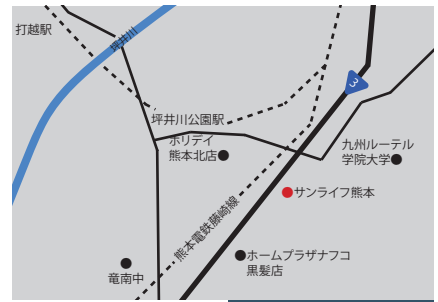 打越駅
坪井川
3
坪井川公園駅
ホリデイ
熊本北店
九州ルーテル
学院大学
サンライフ熊本
熊本電鉄藤崎線
竜南中
ホームプラザナフコ
黒髪店